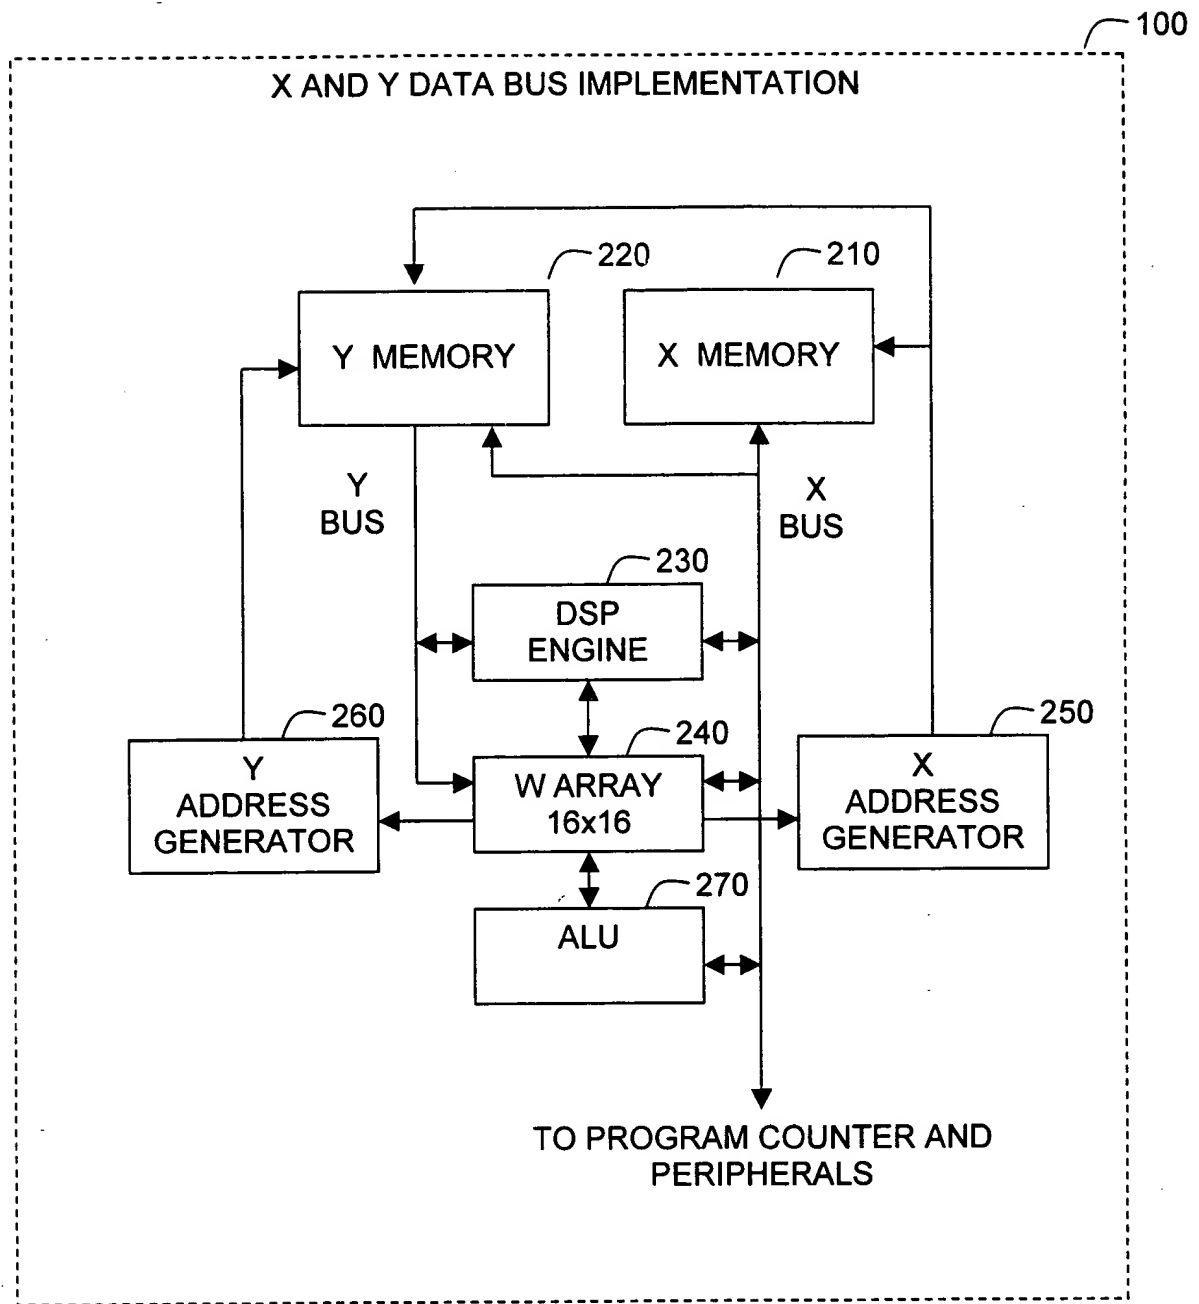 100
X AND Y DATA BUS IMPLEMENTATION
220
210
Y MEMORY
X MEMORY
Y
BUS
X
BUS
230
DSP
ENGINE
260
Y
ADDRESS
GENERATOR
240
W ARRAY
16x16
250
X
ADDRESS
GENERATOR
270
ALU
TO PROGRAM COUNTER AND
PERIPHERALS